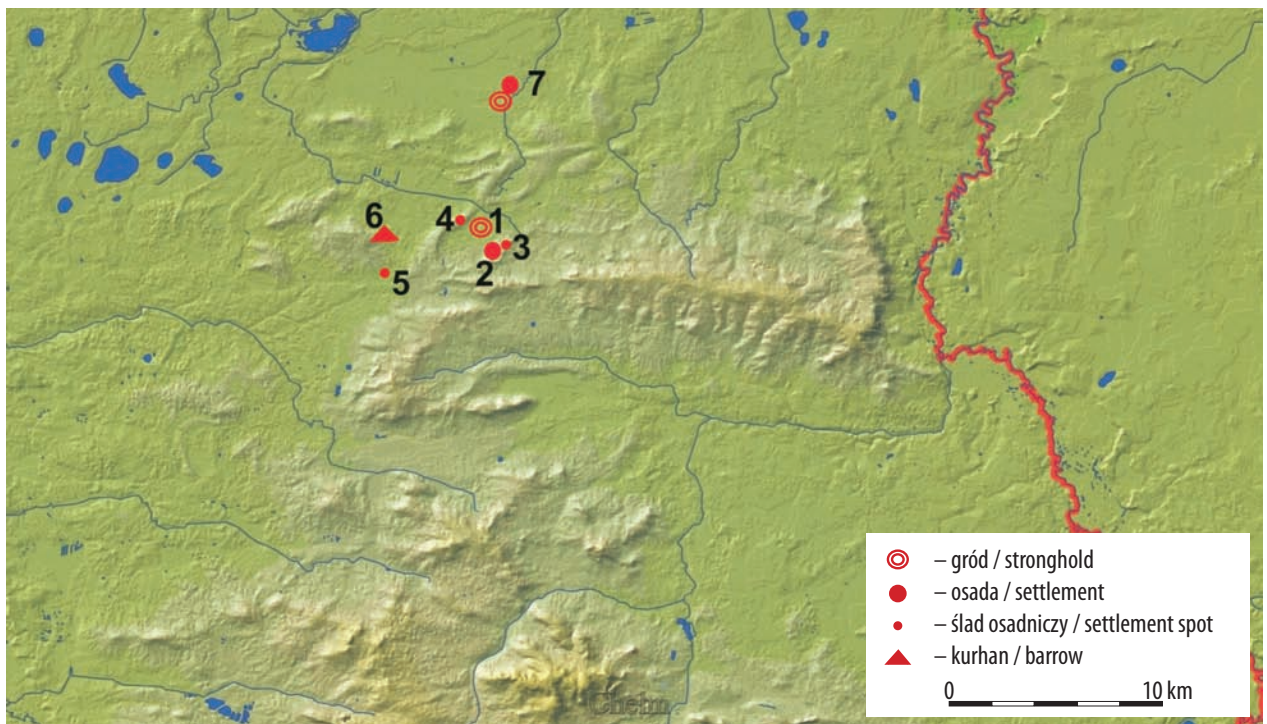 7
6
4
1
3
2
5
Chełm
– gród / stronghold
– osada / settlement
– ślad osadniczy / settlement spot
– kurhan / barrow
0 10 km